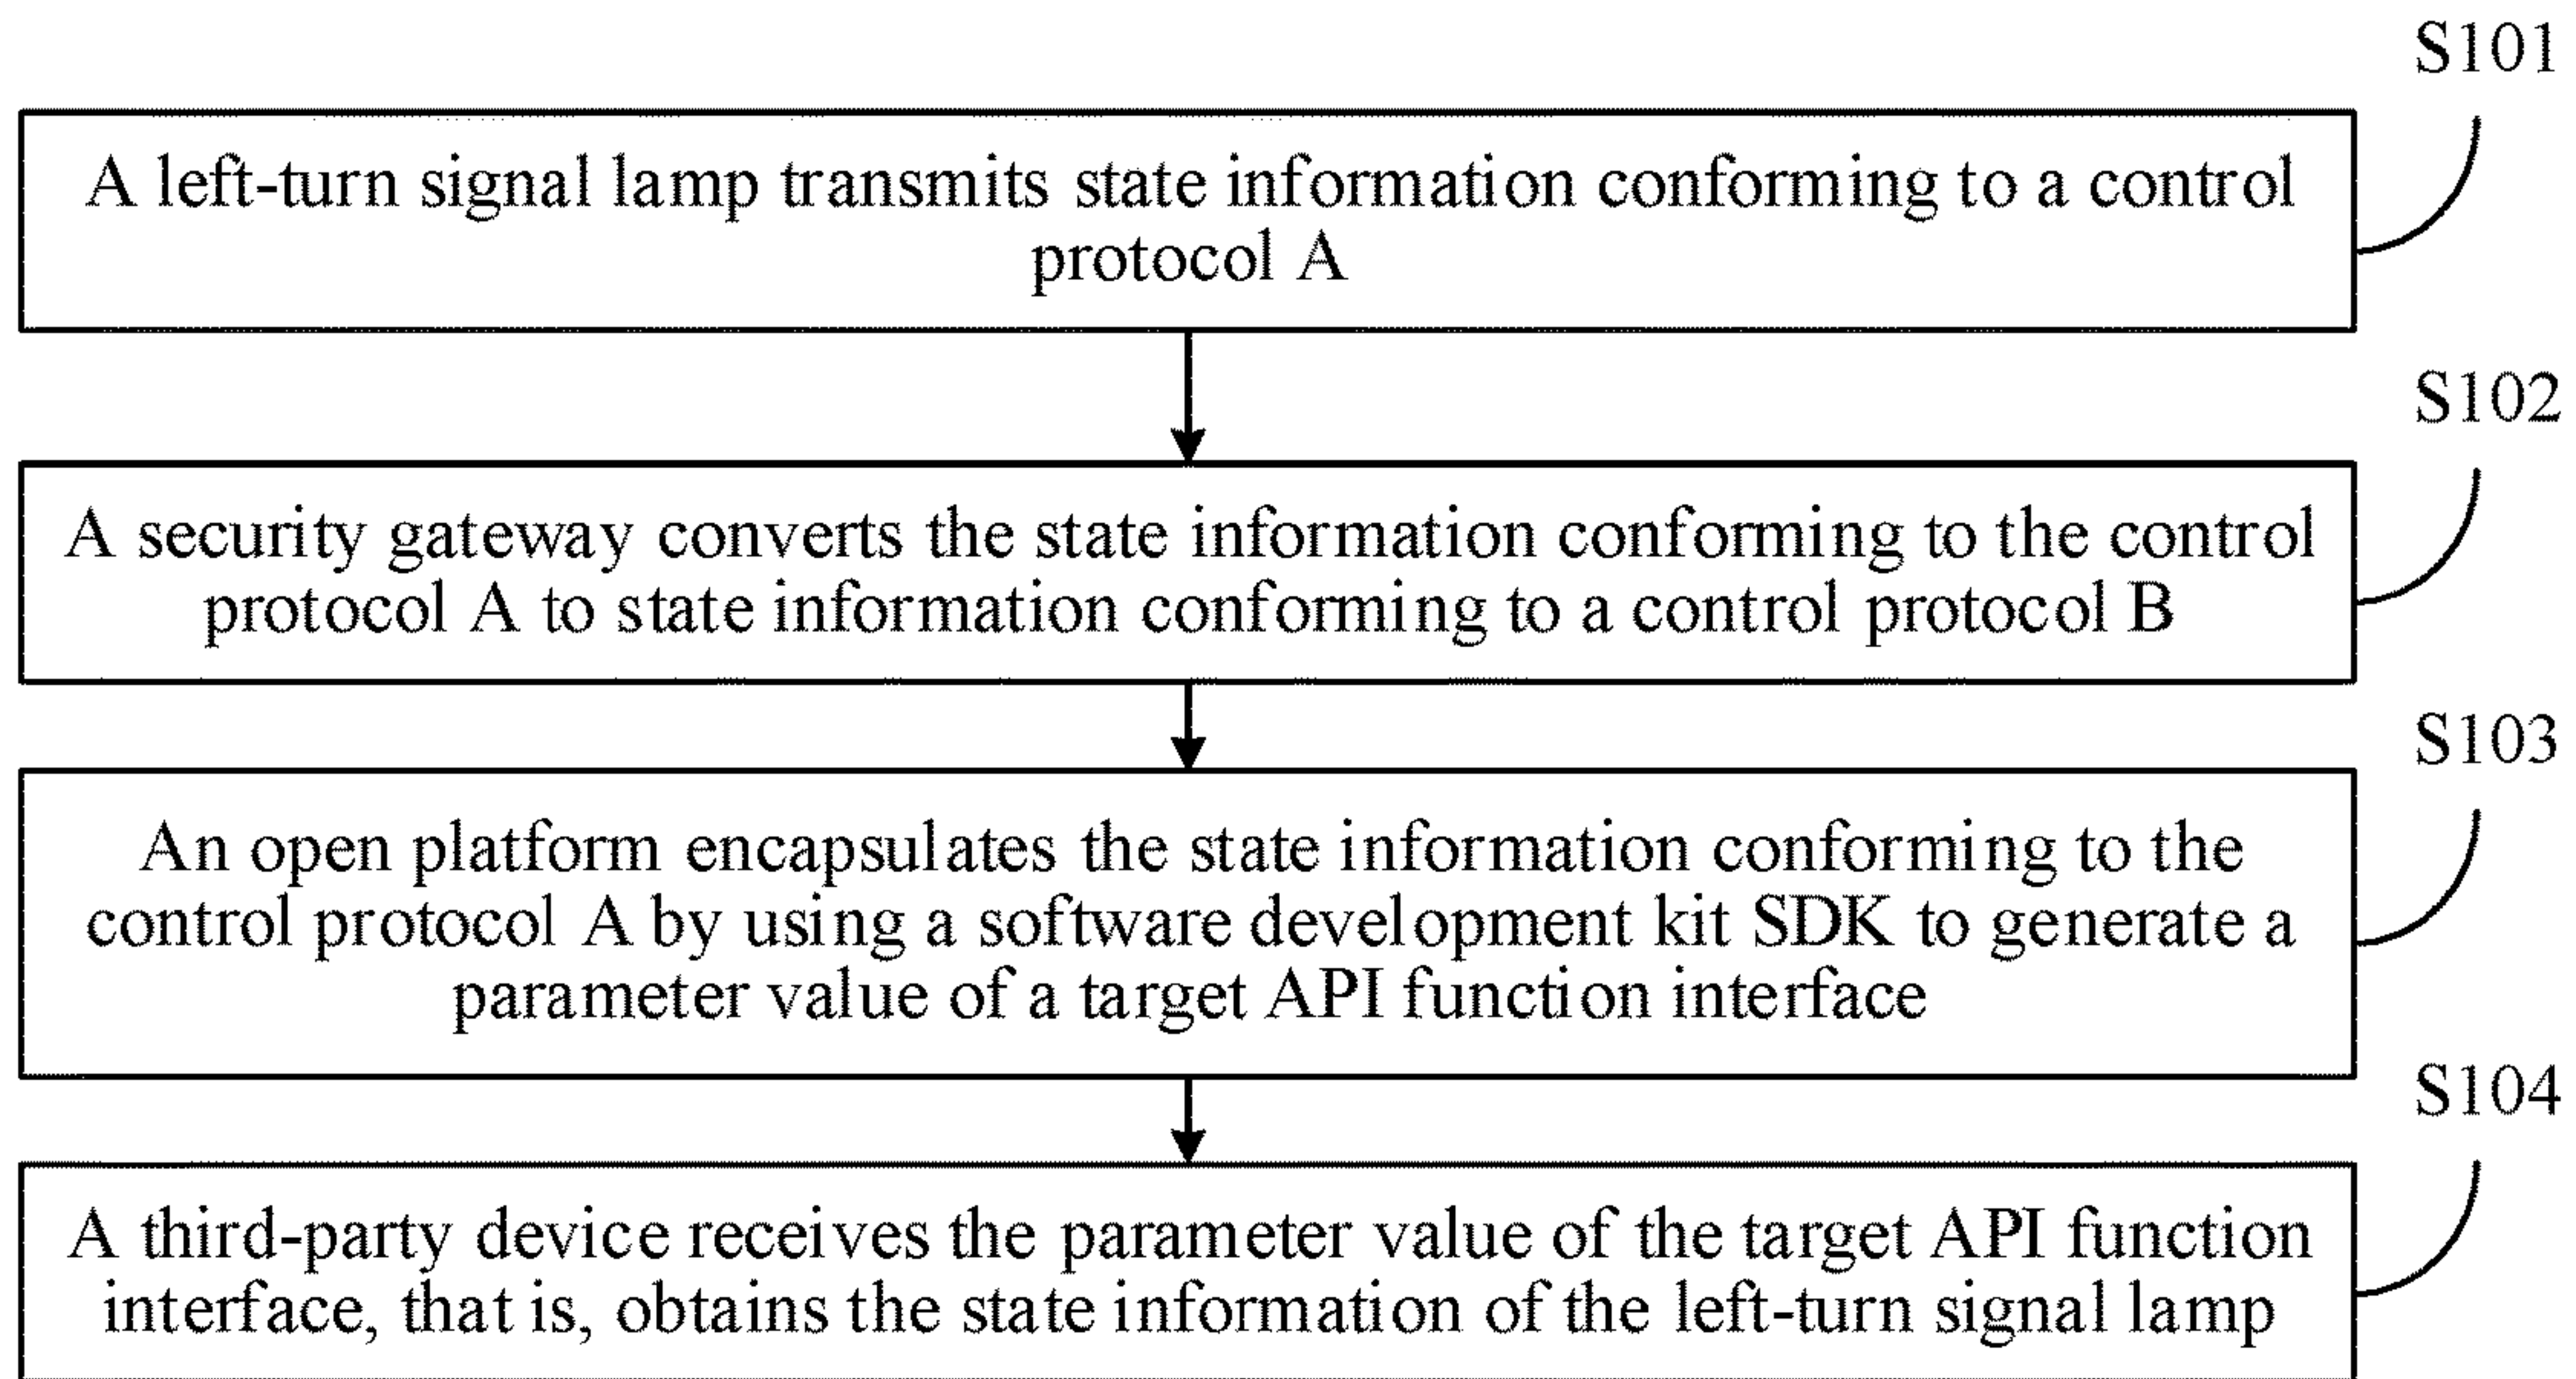 S101
A left-turn signal lamp transmits state information conforming to a control
protocol A
S102
A security gateway converts the state information conforming to the control
protocol A to state information conforming to a control protocol B
S103
An open platform encapsulates the state information conforming to the
control protocol A by using a software development kit SDK to generate a
parameter value of a target API function interface
S104
A third-party device receives the parameter value of the target API function
interface, that is, obtains the state information of the left-turn signal lamp